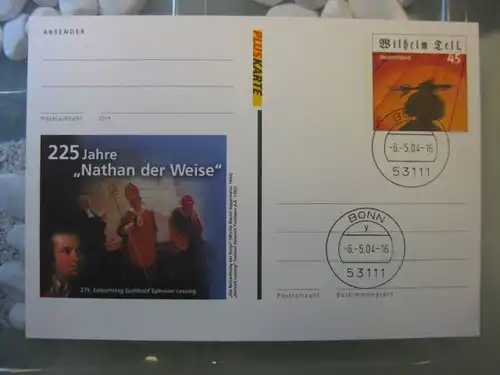 ABSENDER
PLUSKARTE
Wilhelm Tell.
Deutschland
45
Postleitzahl Ort
225 Jahre
„Nathan der Weise“
275. Geburtstag Gotthold Ephraim Lessing
BONN
-6.-5.04-16
53111
BONN
y
-6.-5.04-16
53111
Postleitzahl Bestimmungsort